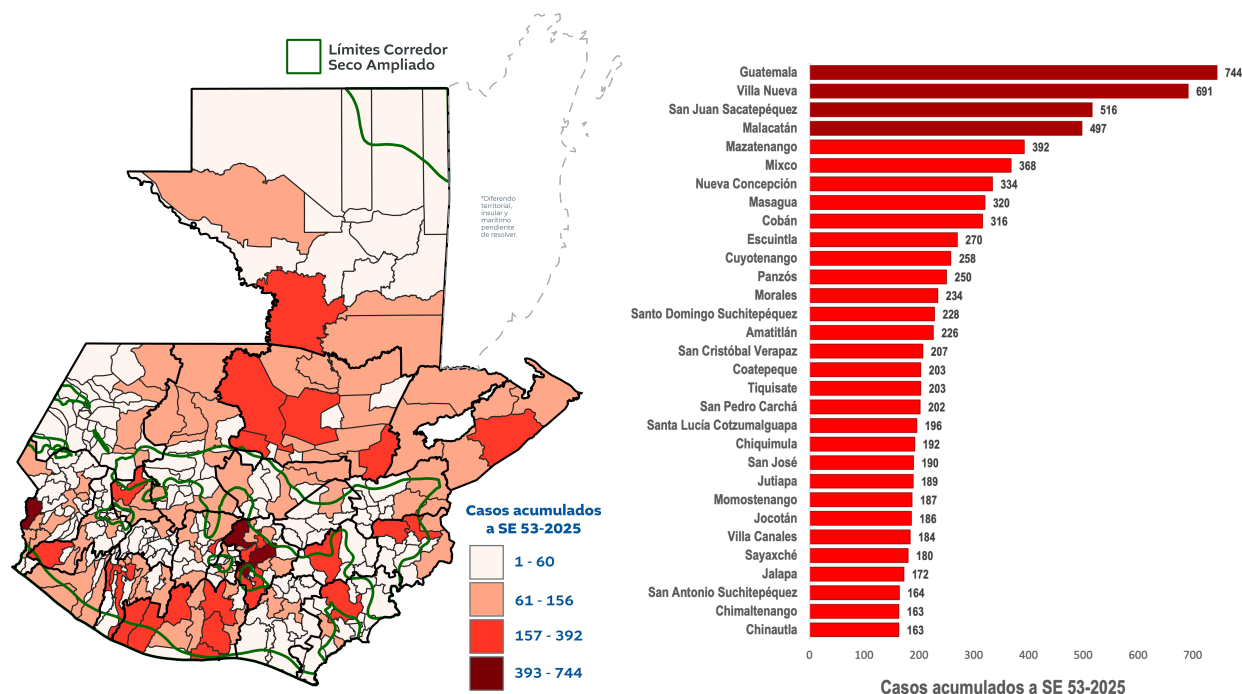 Límites Corredor
Seco Ampliado
*Diferendo
territorial,
insular y
marítimo
pendiente
de resolver.
Casos acumulados
a SE 53-2025
1 - 60
61 - 156
157 - 392
393 - 744
Guatemala 744
Villa Nueva 691
San Juan Sacatepéquez 516
Malacatán 497
Mazatenango 392
Mixco 368
Nueva Concepción 334
Masagua 320
Cobán 316
Escuintla 270
Cuyotenango 258
Panzós 250
Morales 234
Santo Domingo Suchitepéquez 228
Amatitlán 226
San Cristóbal Verapaz 207
Coatepeque 203
Tiquisate 203
San Pedro Carchá 202
Santa Lucía Cotzumalguapa 196
Chiquimula 192
San José 190
Jutiapa 189
Momostenango 187
Jocotán 186
Villa Canales 184
Sayaxché 180
Jalapa 172
San Antonio Suchitepéquez 164
Chimaltenango 163
Chinautla 163
0 100 200 300 400 500 600 700
Casos acumulados a SE 53-2025